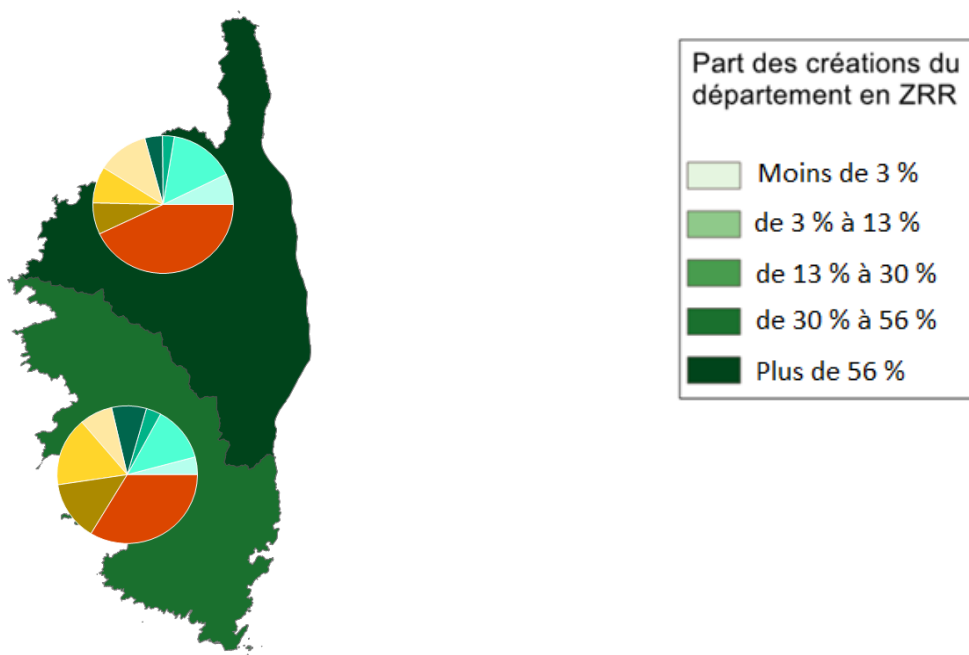 Part des créations du
département en ZRR
Moins de 3 %
de 3 % à 13 %
de 13 % à 30 %
de 30 % à 56 %
Plus de 56 %